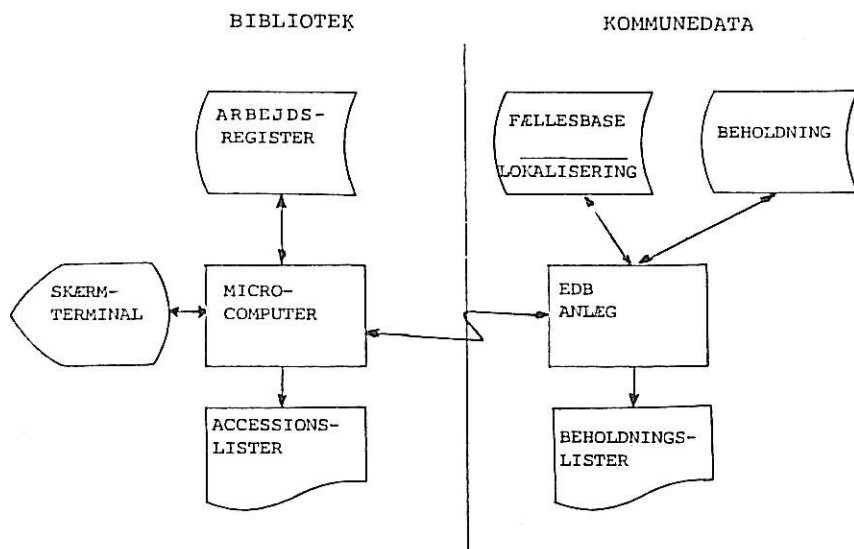 BIBLIOTEK
KOMMUNEDATA
ARBEJDS-
REGISTER
FÆLLESBASE
LOKALISERING
BEHOLDNING
SKÆRM-
TERMINAL
MICRO-
COMPUTER
EDB
ANLÆG
ACCESSIONS-
LISTER
BEHOLDNINGS-
LISTER